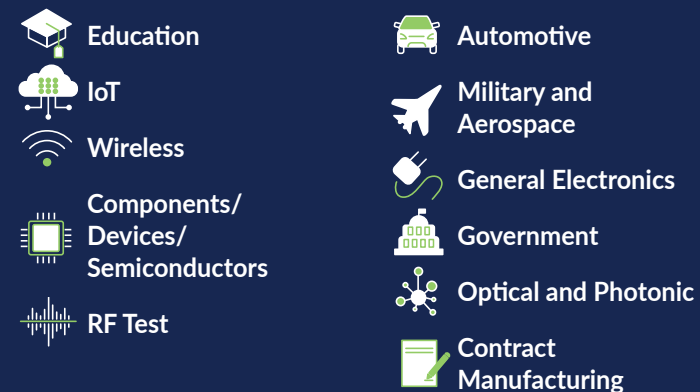 Education
IoT
Wireless
Components/
Devices/
Semiconductors
RF Test
Automotive
Military and
Aerospace
General Electronics
Government
Optical and Photonic
Contract
Manufacturing